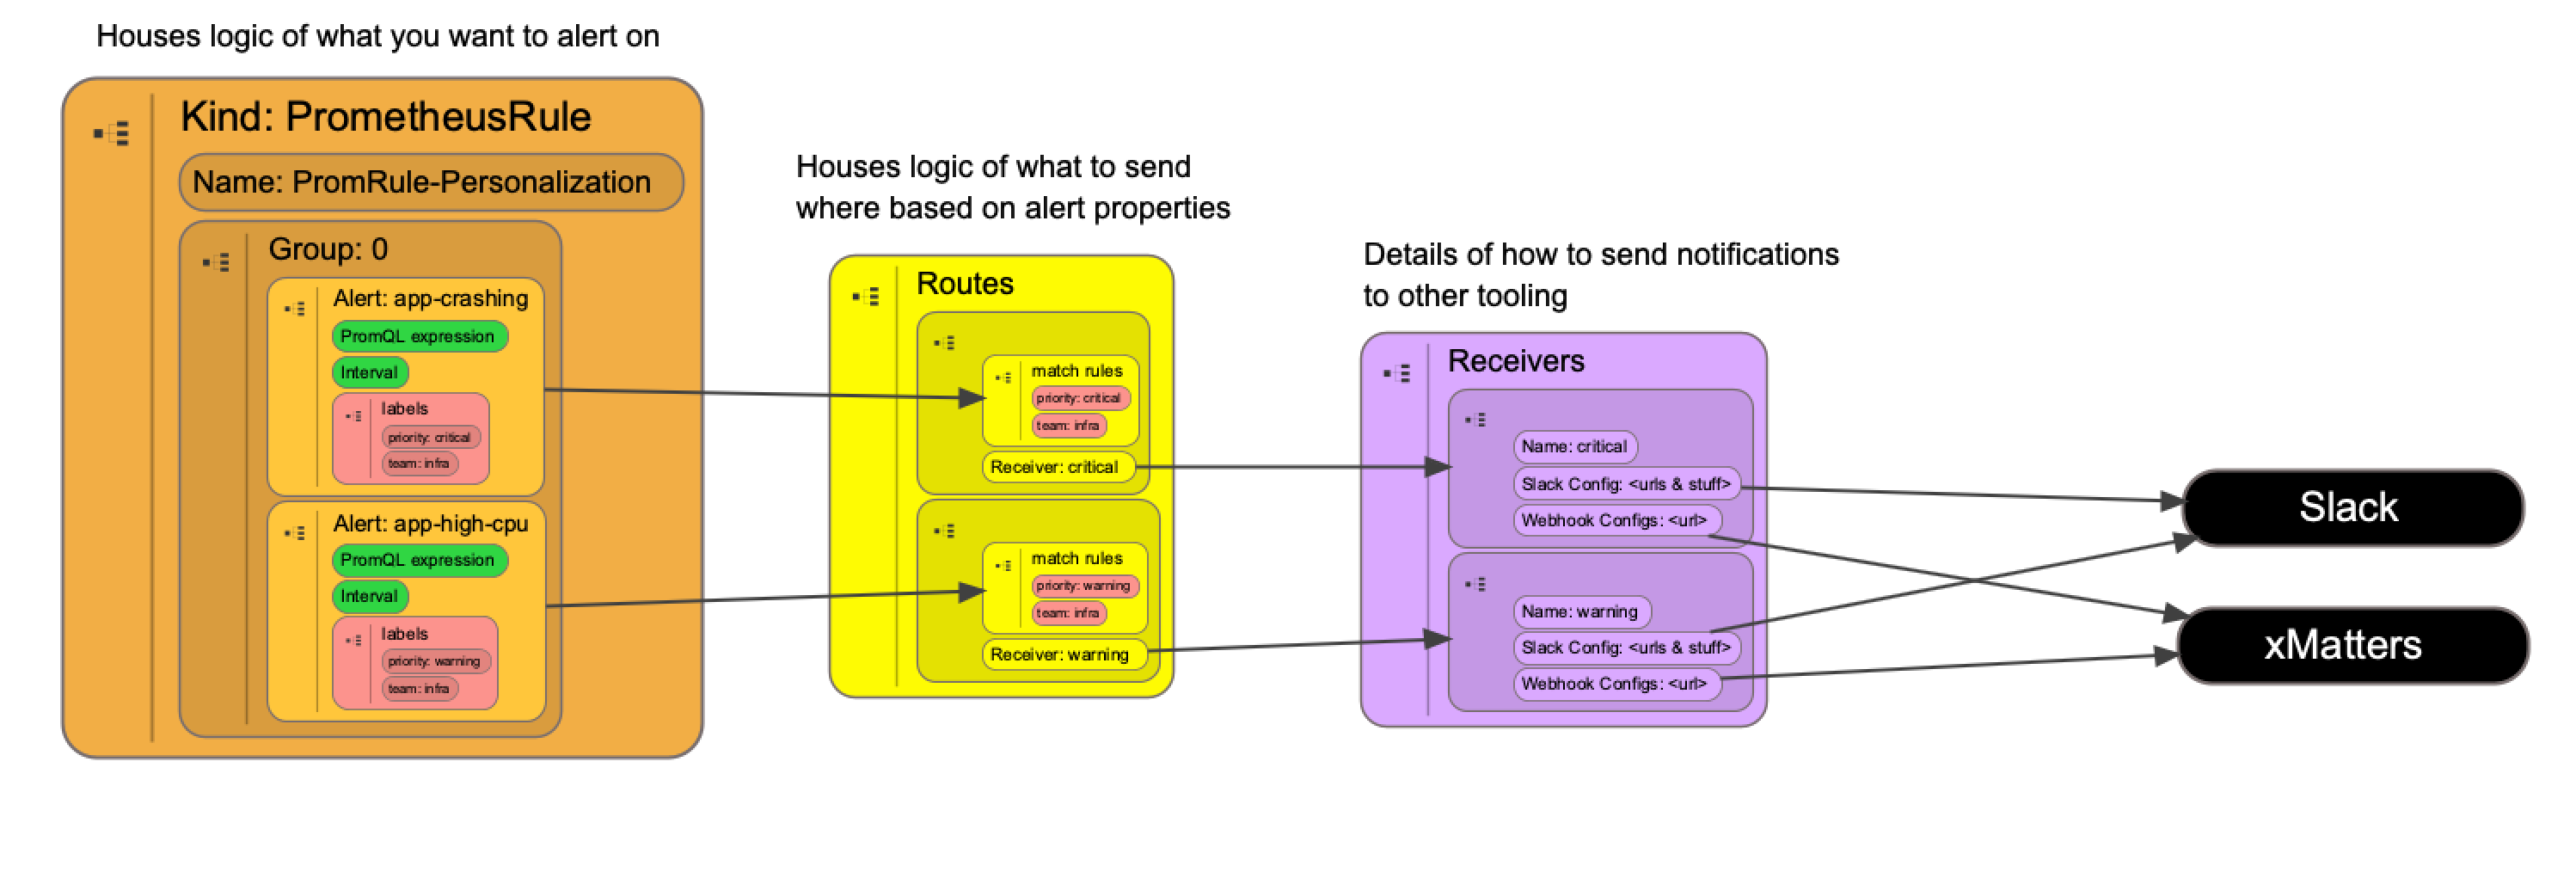 Houses logic of what you want to alert on
Kind: PrometheusRule
Name: PromRule-Personalization
Group: 0
Alert: app-crashing
PromQL expression
Interval
labels
priority: critical
team: infra
Alert: app-high-cpu
PromQL expression
Interval
labels
priority: warning
team: infra
Houses logic of what to send
where based on alert properties
Routes
match rules
priority: critical
team: infra
Receiver: critical
match rules
priority: warning
team: infra
Receiver: warning
Details of how to send notifications
to other tooling
Receivers
Name: critical
Slack Config: <urls & stuff>
Webhook Configs: <url>
Name: warning
Slack Config: <urls & stuff>
Webhook Configs: <url>
Slack
xMatters